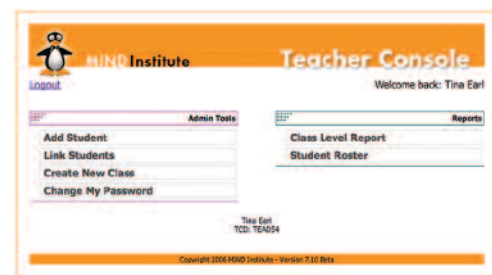 MIND Institute
Teacher Console
Logout
Welcome back: Tina Earl
Admin Tools
Add Student
Link Students
Create New Class
Change My Password
Reports
Class Level Report
Student Roster
Tina Earl
TCD: TEA054
Copyright 2006 MIND Institute - Version 7.10 Beta